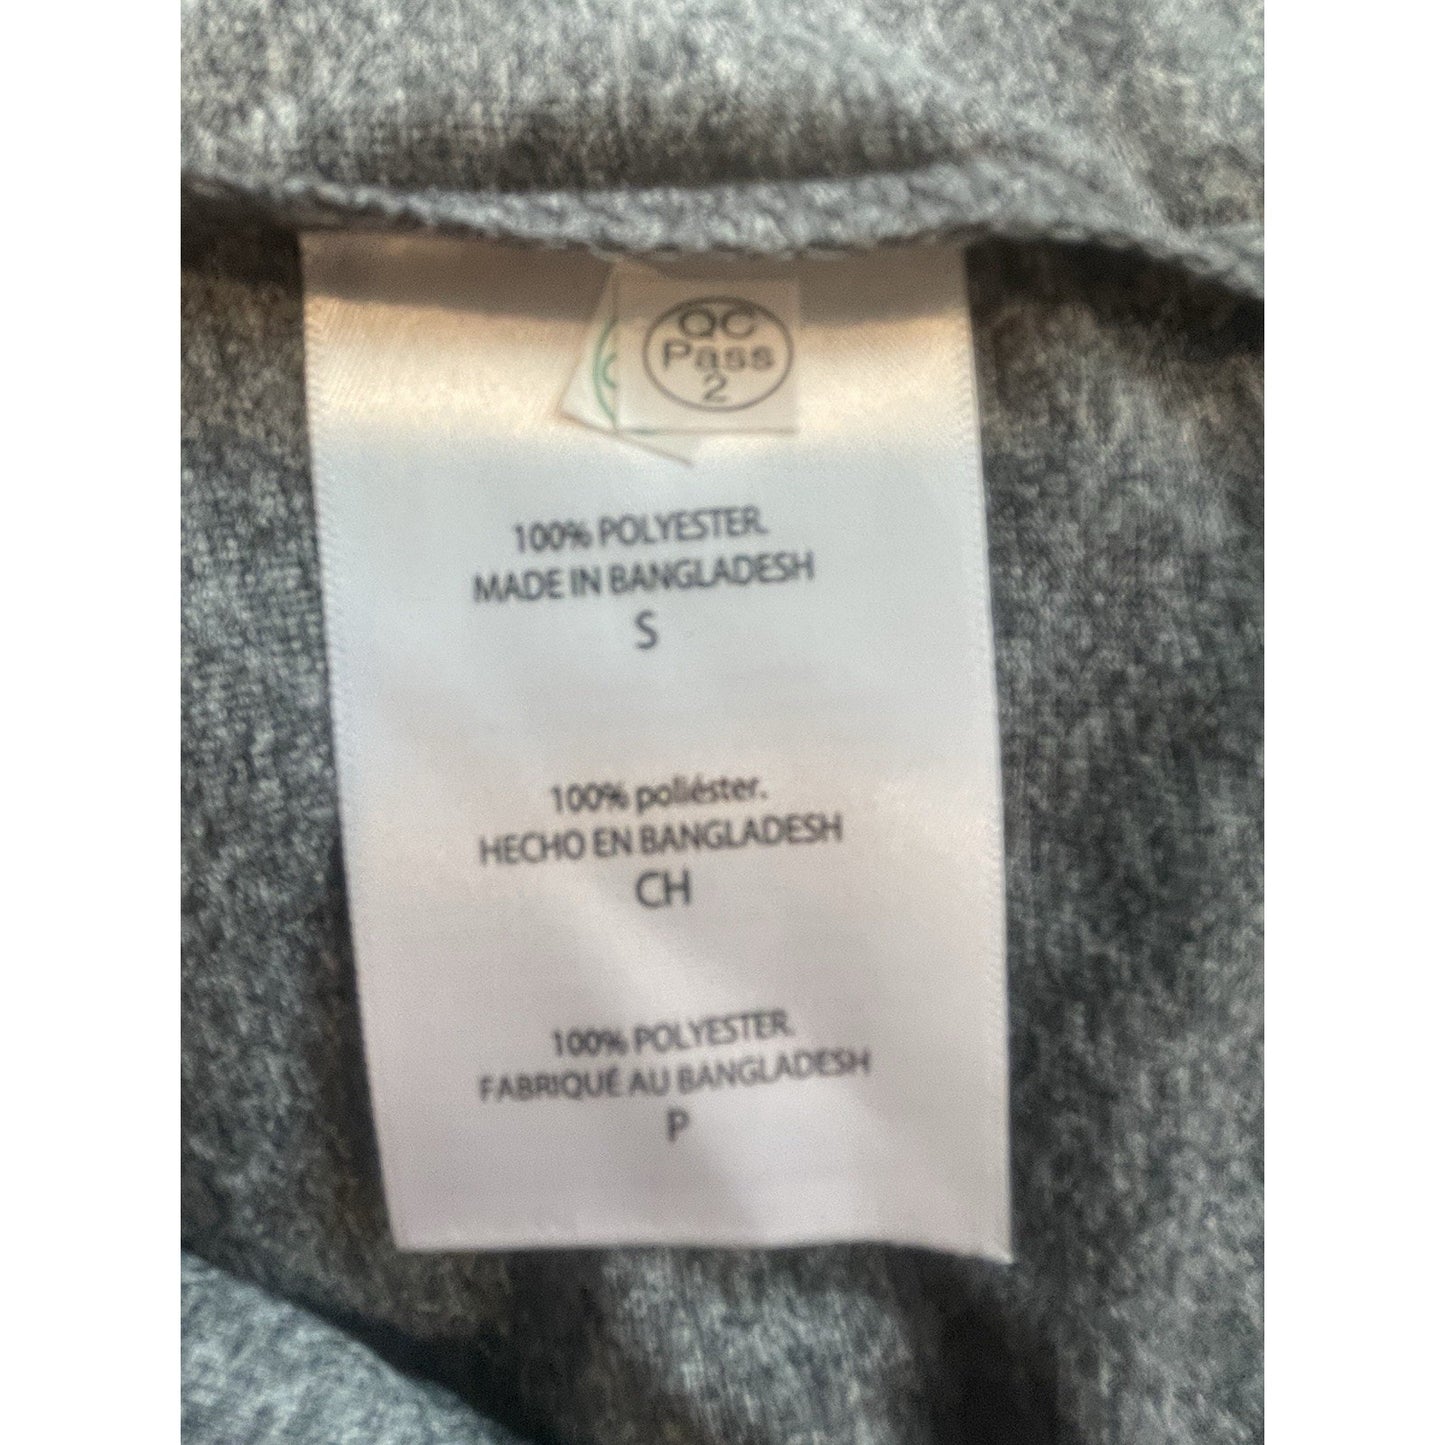 QC
Pass
2
100% POLYESTER.
MADE IN BANGLADESH
S
100% poliéster.
HECHO EN BANGLADESH
CH
100% POLYESTER.
FABRIQUÉ AU BANGLADESH
P